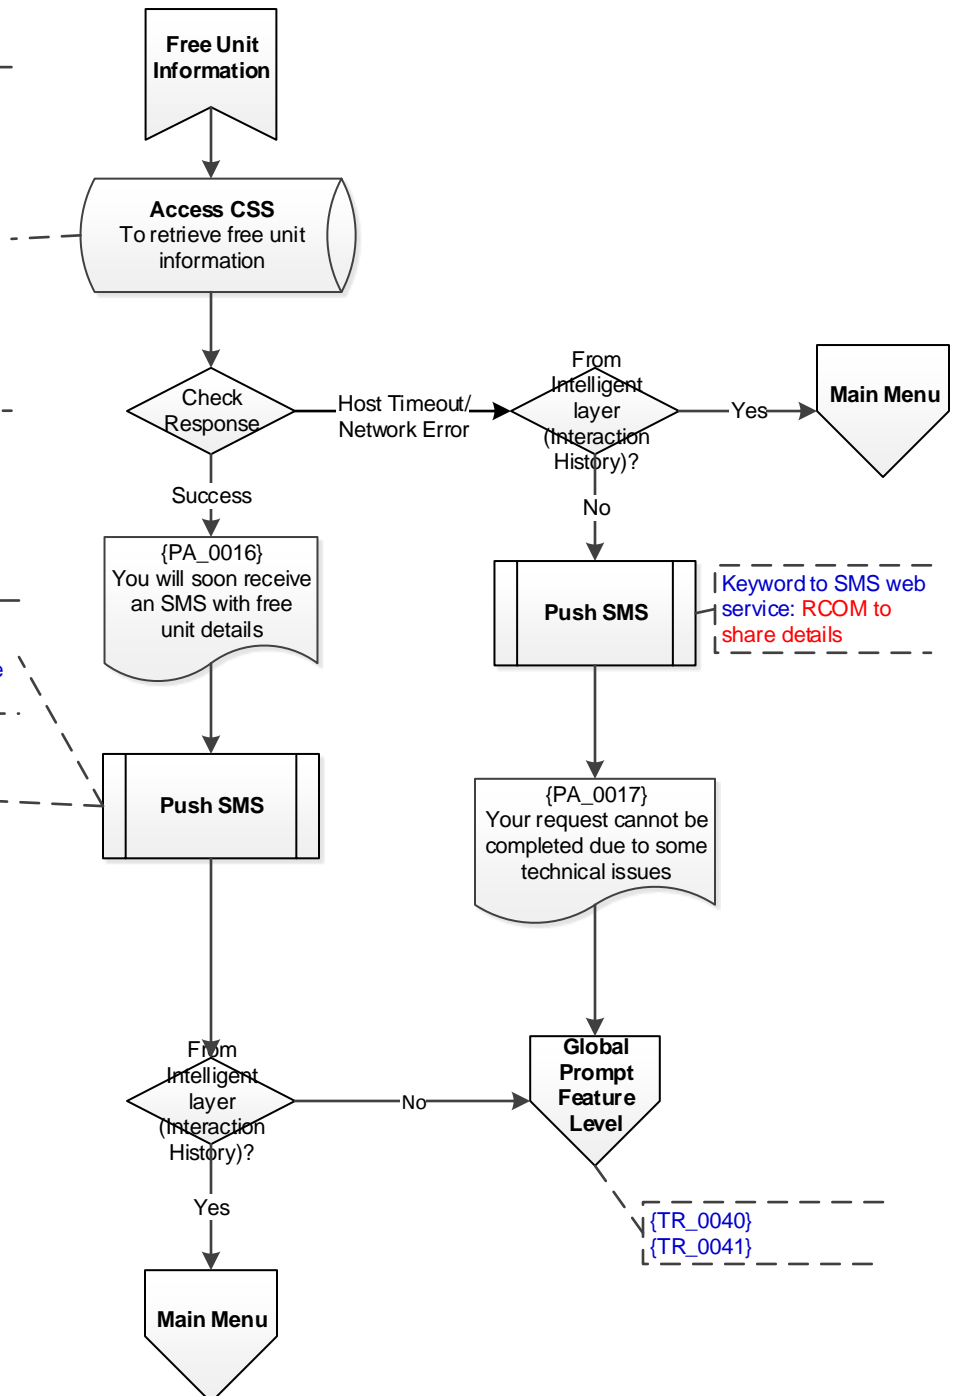 Free Unit
Information
Access CSS
To retrieve free unit
information
Check
Response
Host Timeout/
Network Error
From
Intelligent
layer
(Interaction
History)?
Yes
Main Menu
Success
No
{PA_0016}
You will soon receive
an SMS with free
unit details
Push SMS
Keyword to SMS web
service: RCOM to
share details
e
Push SMS
{PA_0017}
Your request cannot be
completed due to some
technical issues
From
Intelligent
layer
(Interaction
History)?
No
Global
Prompt
Feature
Level
Yes
{TR_0040}
{TR_0041}
Main Menu